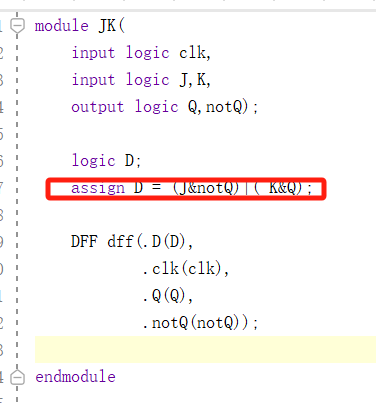 module JK(
input logic clk,
input logic J,K,
output logic Q,notQ);
logic D;
assign D = (J&notQ)|( K&Q);
DFF dff(.D(D),
.clk(clk),
.Q(Q),
.notQ(notQ));
endmodule